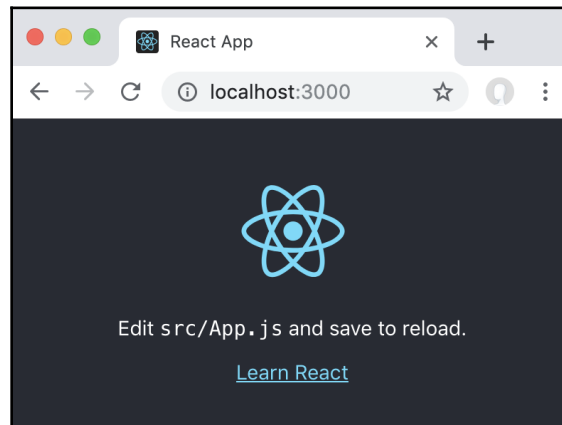 React App
localhost:3000
Edit src/App.js and save to reload.
Learn React